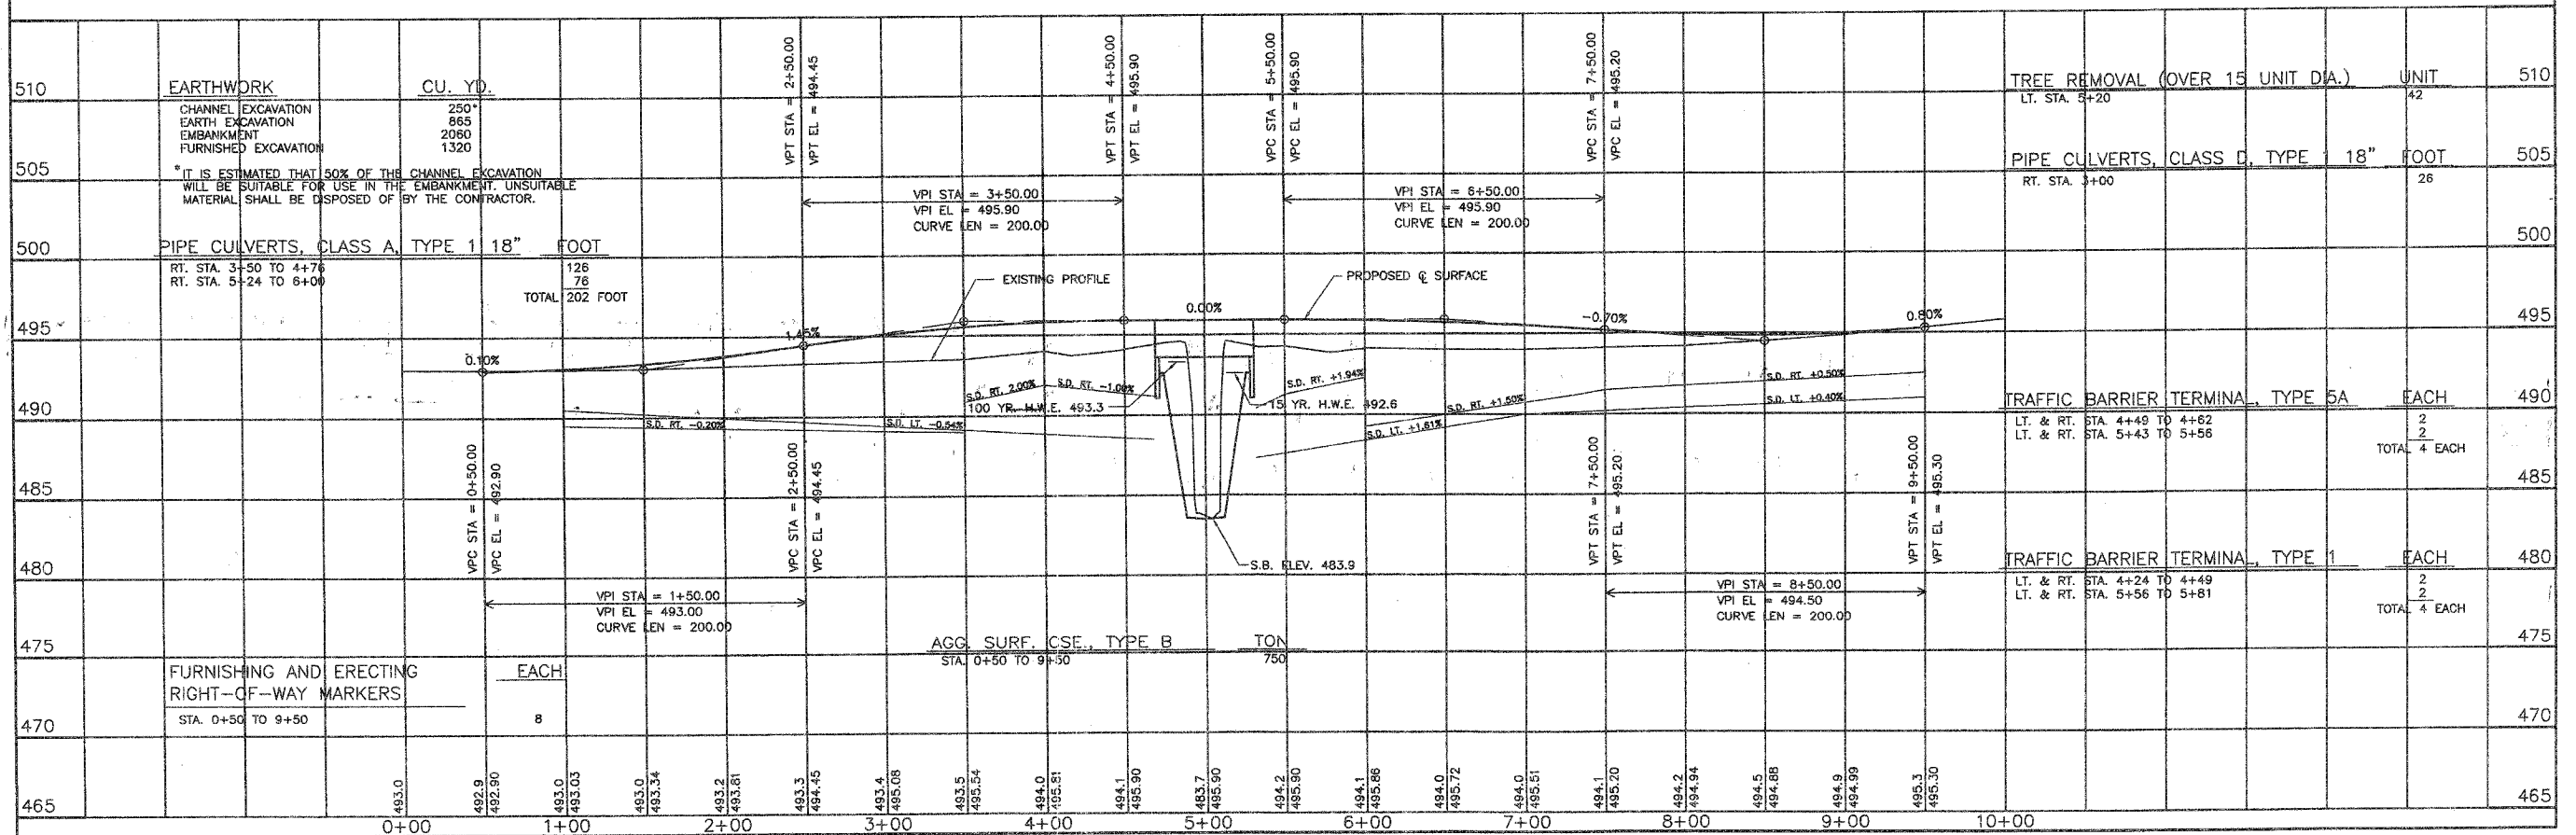 EARTHWORK CU. YD.
CHANNEL EXCAVATION 250*
EARTH EXCAVATION 865
EMBANKMENT 2060
FURNISHED EXCAVATION 1320
* IT IS ESTIMATED THAT 50% OF THE CHANNEL EXCAVATION
WILL BE SUITABLE FOR USE IN THE EMBANKMENT. UNSUITABLE
MATERIAL SHALL BE DISPOSED OF BY THE CONTRACTOR.
PIPE CULVERTS, CLASS A, TYPE 1 18" FOOT
RT. STA. 3+50 TO 4+76 126
RT. STA. 5+24 TO 6+00 76
TOTAL 202 FOOT
FURNISHING AND ERECTING EACH
RIGHT-OF-WAY MARKERS
STA. 0+50 TO 9+50 8
510
505
500
495
490
485
480
475
470
465
VPT STA = 2+50.00
VPT EL = 494.45
VPT STA = 4+50.00
VPT EL = 495.90
VPC STA = 5+50.00
VPC EL = 495.90
VPC STA = 7+50.00
VPC EL = 495.20
VPI STA = 3+50.00
VPI EL = 495.90
CURVE LEN = 200.00
VPI STA = 6+50.00
VPI EL = 495.90
CURVE LEN = 200.00
EXISTING PROFILE
PROPOSED ℄ SURFACE
0.10%
1.45%
0.00%
-0.70%
0.80%
S.D. RT. 2.00%
S.D. RT. -1.00%
S.D. RT. +1.94%
S.D. RT. +0.50%
100 YR. H.W.E. 493.3
15 YR. H.W.E. 492.6
S.D. RT. +1.50%
S.D. LT. +0.40%
S.D. RT. -0.20%
S.D. LT. -0.54%
S.D. LT. +1.61%
VPC STA = 0+50.00
VPC EL = 492.90
VPC STA = 2+50.00
VPC EL = 494.45
VPT STA = 7+50.00
VPT EL = 495.20
VPT STA = 9+50.00
VPT EL = 495.30
S.B. ELEV. 483.9
VPI STA = 1+50.00
VPI EL = 493.00
CURVE LEN = 200.00
VPI STA = 8+50.00
VPI EL = 494.50
CURVE LEN = 200.00
AGG. SURF. CSE., TYPE B TON
STA. 0+50 TO 9+50 750
TREE REMOVAL (OVER 15 UNIT DIA.) UNIT
LT. STA. 5+20 42
PIPE CULVERTS, CLASS D, TYPE 1 18" FOOT
RT. STA. +00 26
TRAFFIC BARRIER TERMINAL, TYPE 5A EACH
LT. & RT. STA. 4+49 TO 4+62 2
LT. & RT. STA. 5+43 TO 5+56 2
TOTAL 4 EACH
TRAFFIC BARRIER TERMINAL, TYPE 1 EACH
LT. & RT. STA. 4+24 TO 4+49 2
LT. & RT. STA. 5+56 TO 5+81 2
TOTAL 4 EACH
510
505
500
495
490
485
480
475
470
465
493.0
492.9
492.90
493.0
493.03
493.0
493.34
493.2
493.81
493.3
494.45
493.4
495.08
493.5
495.54
494.0
495.81
494.1
495.90
483.7
495.90
494.2
495.90
494.1
495.86
494.0
495.72
494.0
495.51
494.1
495.20
494.2
494.94
494.5
494.88
494.9
494.99
495.3
495.30
0+00 1+00 2+00 3+00 4+00 5+00 6+00 7+00 8+00 9+00 10+00